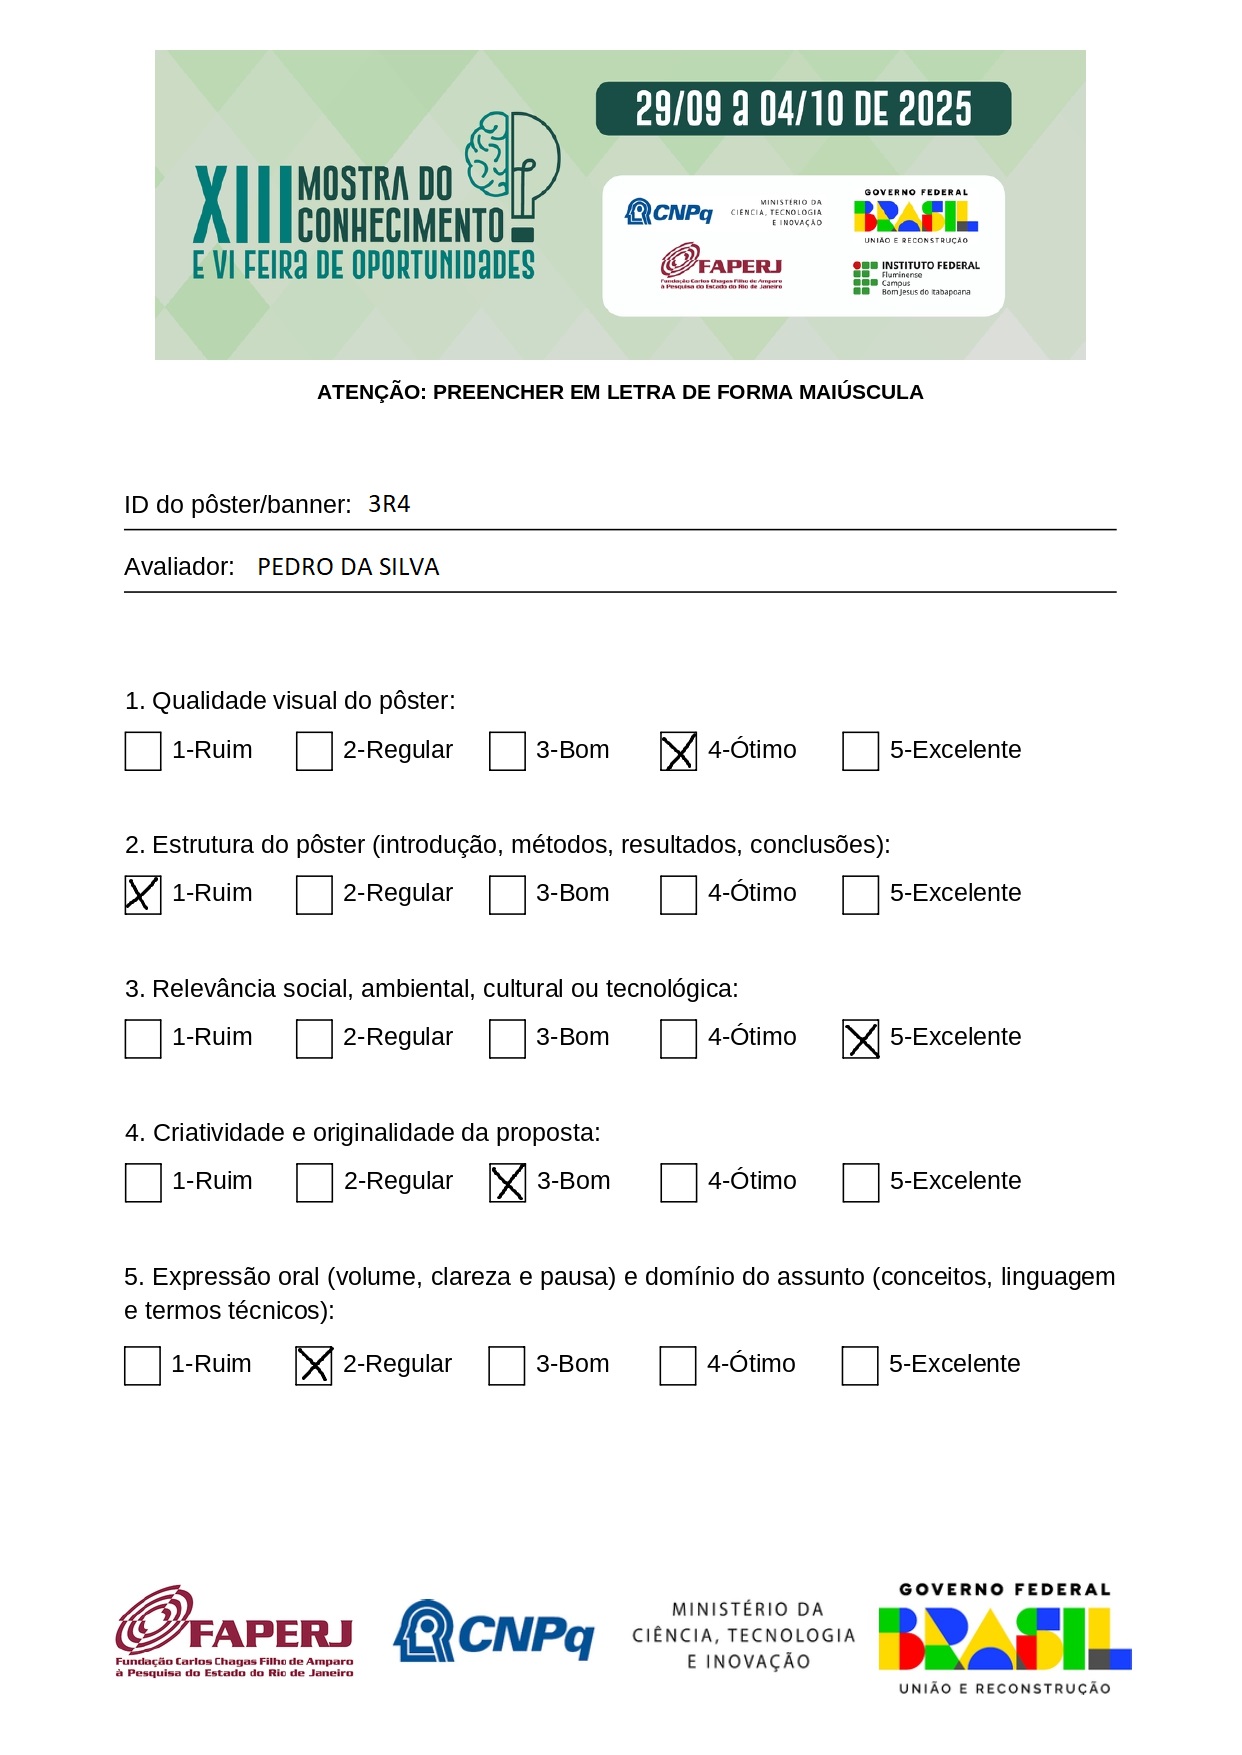 29/09 a 04/10 DE 2025
XIII MOSTRA DO CONHECIMENTO
E VI FEIRA DE OPORTUNIDADES
CNPq
MINISTÉRIO DA
CIÊNCIA, TECNOLOGIA
E INOVAÇÃO
GOVERNO FEDERAL
BRASIL
UNIÃO E RECONSTRUÇÃO
FAPERJ
Fundação Carlos Chagas Filho de Amparo
à Pesquisa do Estado do Rio de Janeiro
INSTITUTO FEDERAL
Fluminense
Campus
Bom Jesus do Itabapoana
ATENÇÃO: PREENCHER EM LETRA DE FORMA MAIÚSCULA
ID do pôster/banner: 3R4
Avaliador: PEDRO DA SILVA
1. Qualidade visual do pôster:
1-Ruim 2-Regular 3-Bom 4-Ótimo 5-Excelente
2. Estrutura do pôster (introdução, métodos, resultados, conclusões):
1-Ruim 2-Regular 3-Bom 4-Ótimo 5-Excelente
3. Relevância social, ambiental, cultural ou tecnológica:
1-Ruim 2-Regular 3-Bom 4-Ótimo 5-Excelente
4. Criatividade e originalidade da proposta:
1-Ruim 2-Regular 3-Bom 4-Ótimo 5-Excelente
5. Expressão oral (volume, clareza e pausa) e domínio do assunto (conceitos, linguagem
e termos técnicos):
1-Ruim 2-Regular 3-Bom 4-Ótimo 5-Excelente
FAPERJ
Fundação Carlos Chagas Filho de Amparo
à Pesquisa do Estado do Rio de Janeiro
CNPq
MINISTÉRIO DA
CIÊNCIA, TECNOLOGIA
E INOVAÇÃO
GOVERNO FEDERAL
BRASIL
UNIÃO E RECONSTRUÇÃO